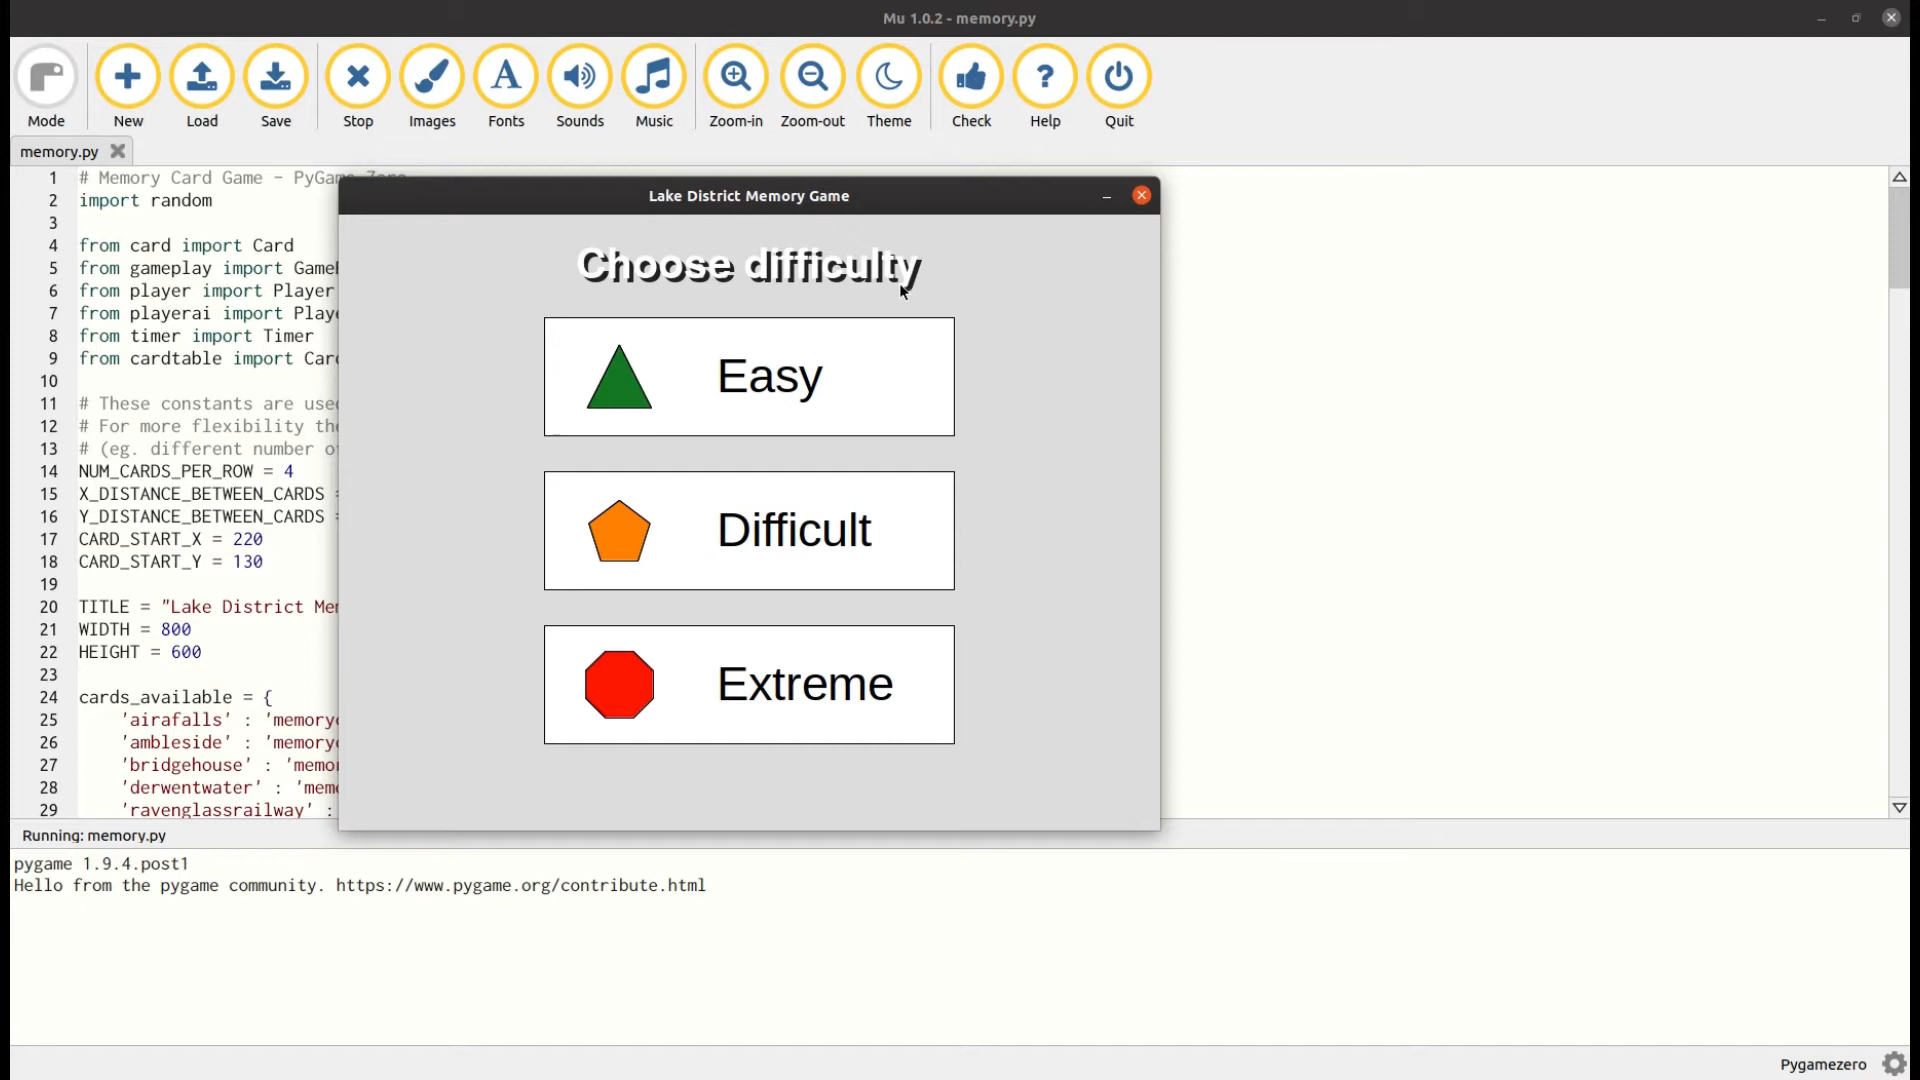 Mu 1.0.2 - memory.py
Mode New Load Save Stop Images Fonts Sounds Music Zoom-in Zoom-out Theme Check Help Quit
memory.py
1 # Memory Card Game - PyGame Zero
2 import random
3
4 from card import Card
5 from gameplay import Game
6 from player import Player
7 from playerai import Playe
8 from timer import Timer
9 from cardtable import Car
10
11 # These constants are use
12 # For more flexibility the
13 # (eg. different number o
14 NUM_CARDS_PER_ROW = 4
15 X_DISTANCE_BETWEEN_CARDS =
16 Y_DISTANCE_BETWEEN_CARDS =
17 CARD_START_X = 220
18 CARD_START_Y = 130
19
20 TITLE = "Lake District Mem
21 WIDTH = 800
22 HEIGHT = 600
23
24 cards_available = {
25 'airafalls' : 'memory
26 'ambleside' : 'memory
27 'bridgehouse' : 'memo
28 'derwentwater' : 'mem
29 'ravenglassrailway' :
Lake District Memory Game
Choose difficulty
Easy
Difficult
Extreme
Running: memory.py
pygame 1.9.4.post1
Hello from the pygame community. https://www.pygame.org/contribute.html
Pygamezero